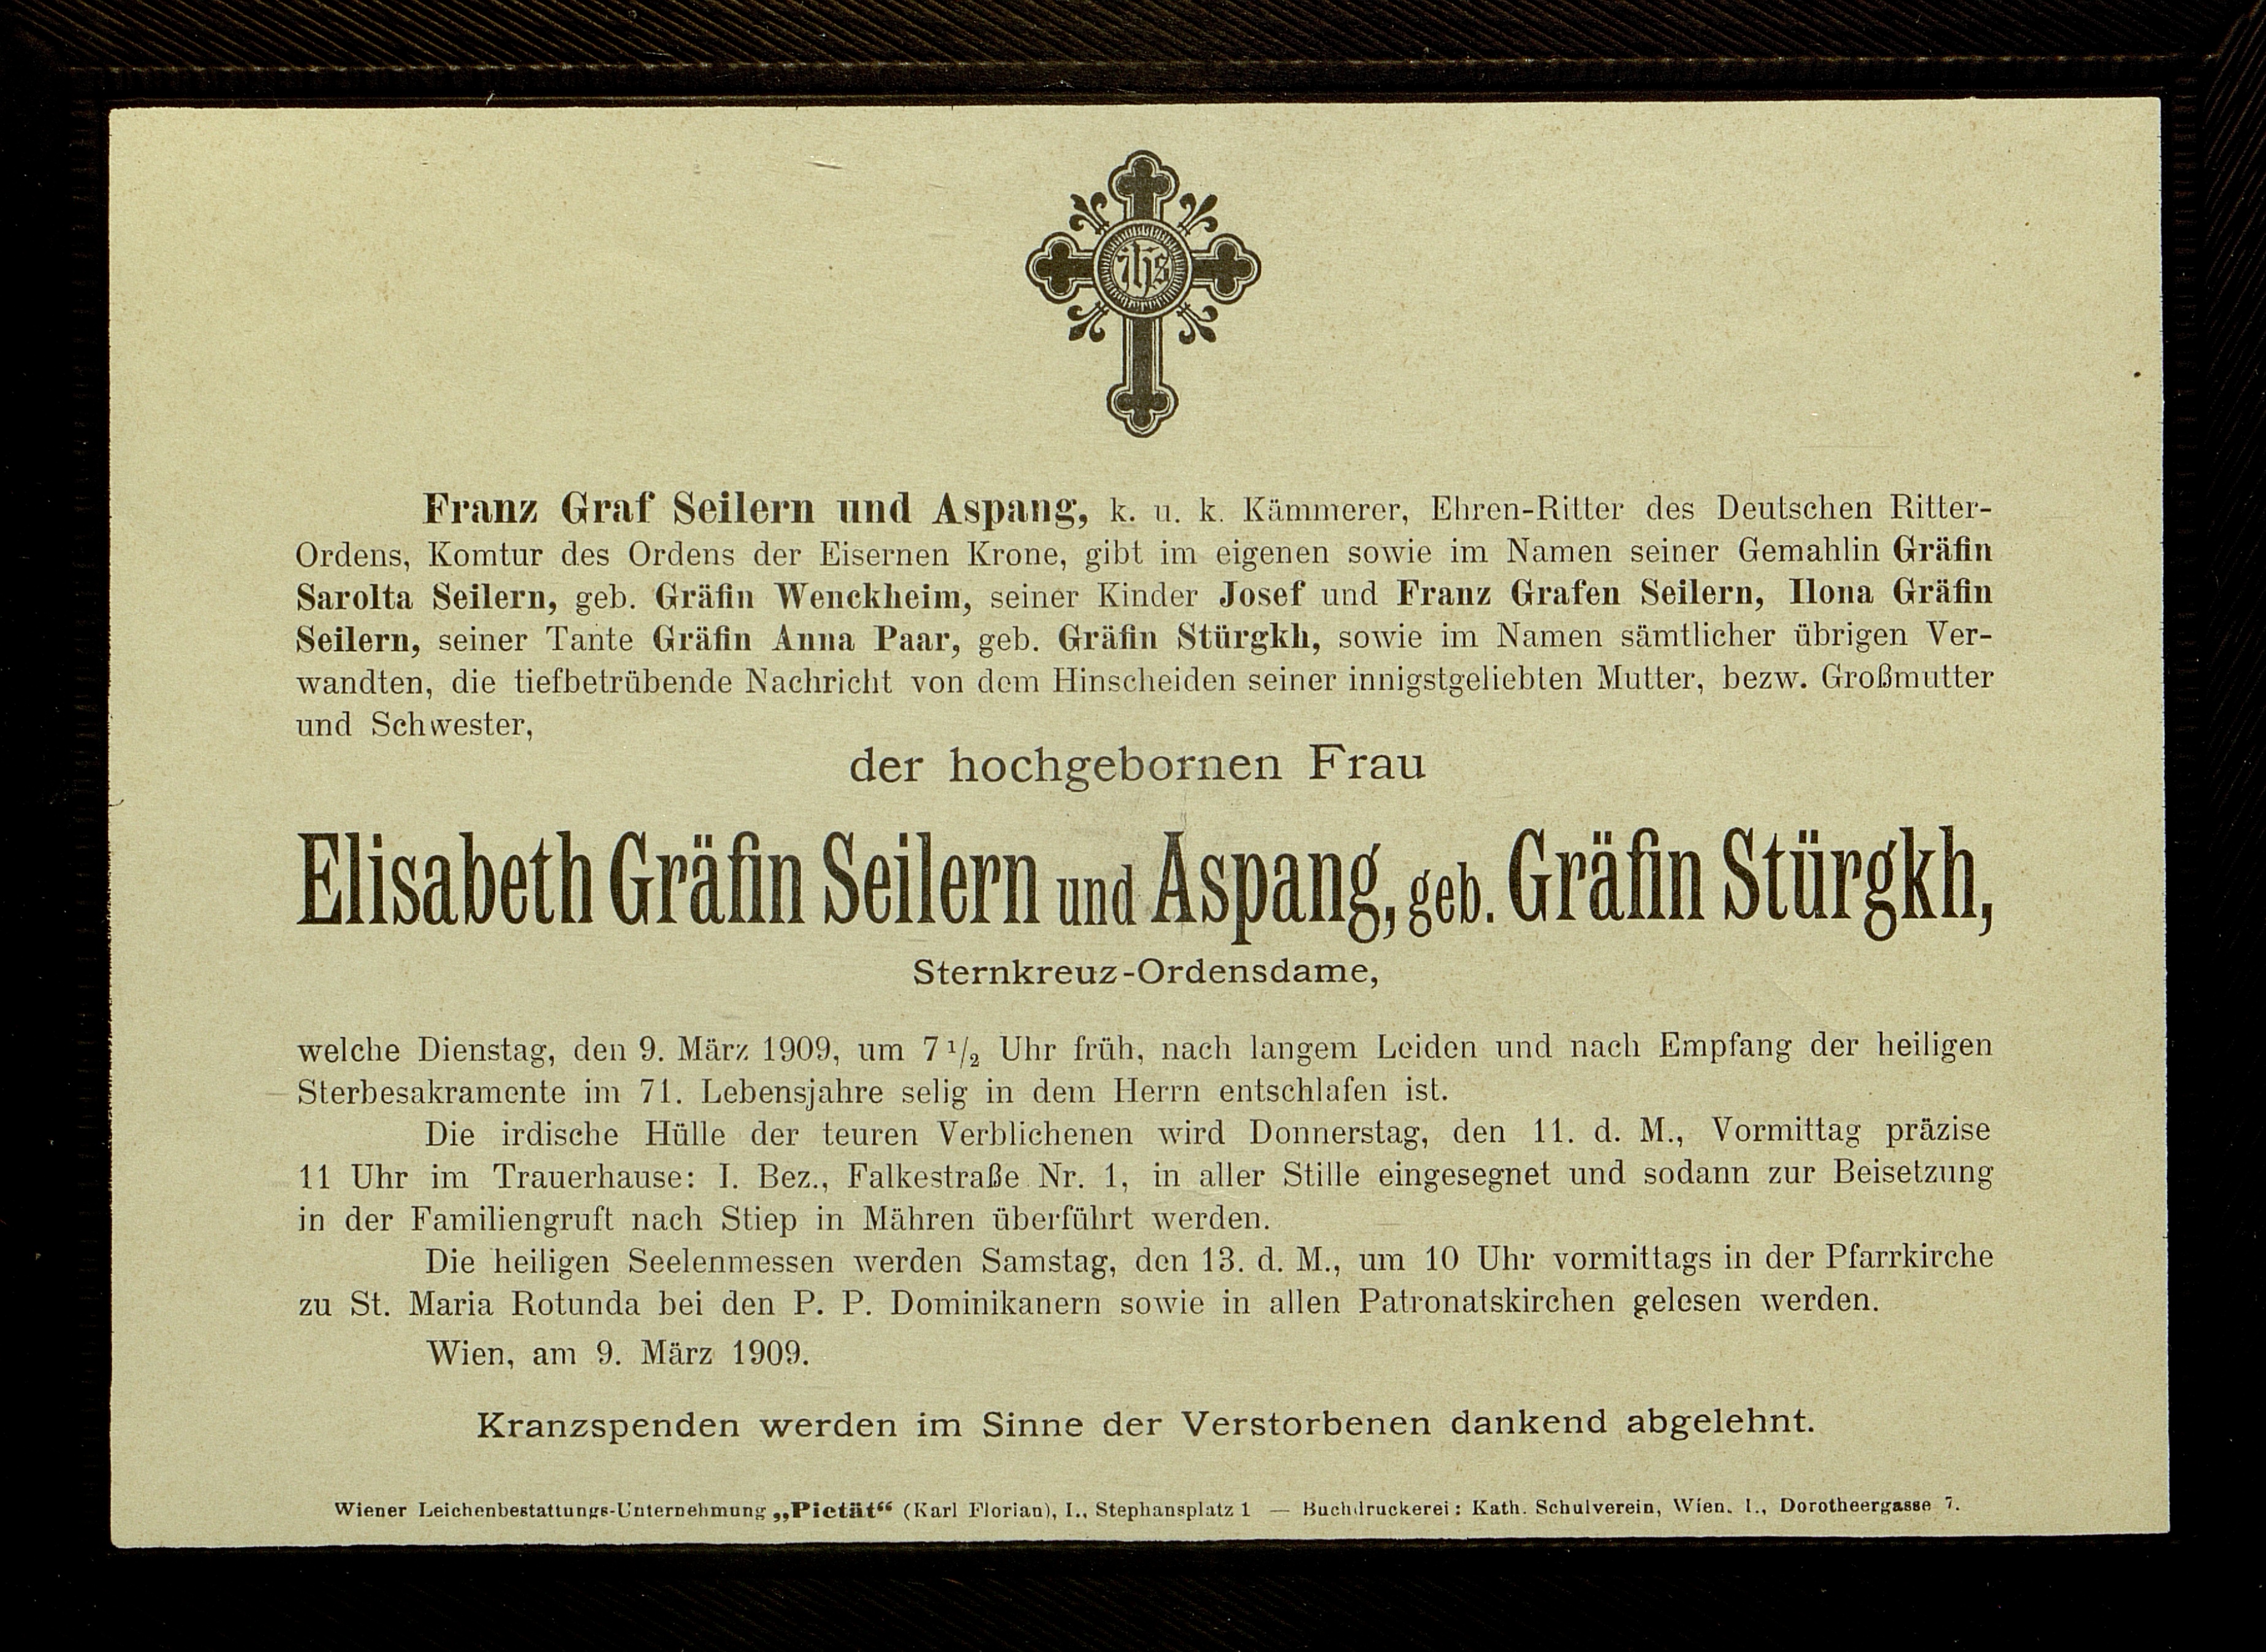 ihs
Franz Graf Seilern und Aspang, k. u. k. Kämmerer, Ehren-Ritter des Deutschen Ritter-
Ordens, Komtur des Ordens der Eisernen Krone, gibt im eigenen sowie im Namen seiner Gemahlin Gräfin
Sarolta Seilern, geb. Gräfin Wenckheim, seiner Kinder Josef und Franz Grafen Seilern, Ilona Gräfin
Seilern, seiner Tante Gräfin Anna Paar, geb. Gräfin Stürgkh, sowie im Namen sämtlicher übrigen Ver-
wandten, die tiefbetrübende Nachricht von dem Hinscheiden seiner innigstgeliebten Mutter, bezw. Großmutter
und Schwester,
der hochgebornen Frau
Elisabeth Gräfin Seilern und Aspang, geb. Gräfin Stürgkh,
Sternkreuz-Ordensdame,
welche Dienstag, den 9. März 1909, um 7 1/2 Uhr früh, nach langem Leiden und nach Empfang der heiligen
Sterbesakramente im 71. Lebensjahre selig in dem Herrn entschlafen ist.
Die irdische Hülle der teuren Verblichenen wird Donnerstag, den 11. d. M., Vormittag präzise
11 Uhr im Trauerhause: I. Bez., Falkestraße Nr. 1, in aller Stille eingesegnet und sodann zur Beisetzung
in der Familiengruft nach Stiep in Mähren überführt werden.
Die heiligen Seelenmessen werden Samstag, den 13. d. M., um 10 Uhr vormittags in der Pfarrkirche
zu St. Maria Rotunda bei den P. P. Dominikanern sowie in allen Patronatskirchen gelesen werden.
Wien, am 9. März 1909.
Kranzspenden werden im Sinne der Verstorbenen dankend abgelehnt.
Wiener Leichenbestattungs-Unternehmung „Pietät“ (Karl Florian), I., Stephansplatz 1 — Buchdruckerei: Kath. Schulverein, Wien, I., Dorotheergasse 7.